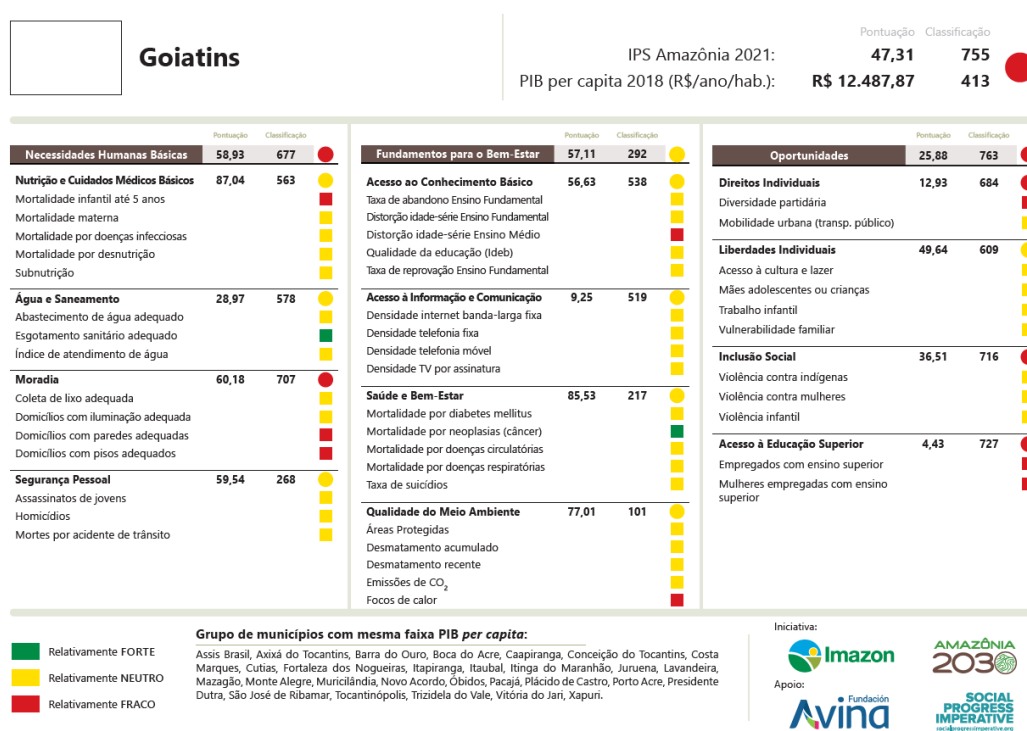 Goiatins
Pontuação Classificação
IPS Amazônia 2021: 47,31 755
PIB per capita 2018 (R$/ano/hab.): R$ 12.487,87 413
Pontuação Classificação
Necessidades Humanas Básicas 58,93 677
Nutrição e Cuidados Médicos Básicos 87,04 563
Mortalidade infantil até 5 anos
Mortalidade materna
Mortalidade por doenças infecciosas
Mortalidade por desnutrição
Subnutrição
Água e Saneamento 28,97 578
Abastecimento de água adequado
Esgotamento sanitário adequado
Índice de atendimento de água
Moradia 60,18 707
Coleta de lixo adequada
Domicílios com iluminação adequada
Domicílios com paredes adequadas
Domicílios com pisos adequados
Segurança Pessoal 59,54 268
Assassinatos de jovens
Homicídios
Mortes por acidente de trânsito
Pontuação Classificação
Fundamentos para o Bem-Estar 57,11 292
Acesso ao Conhecimento Básico 56,63 538
Taxa de abandono Ensino Fundamental
Distorção idade-série Ensino Fundamental
Distorção idade-série Ensino Médio
Qualidade da educação (Ideb)
Taxa de reprovação Ensino Fundamental
Acesso à Informação e Comunicação 9,25 519
Densidade internet banda-larga fixa
Densidade telefonia fixa
Densidade telefonia móvel
Densidade TV por assinatura
Saúde e Bem-Estar 85,53 217
Mortalidade por diabetes mellitus
Mortalidade por neoplasias (câncer)
Mortalidade por doenças circulatórias
Mortalidade por doenças respiratórias
Taxa de suicídios
Qualidade do Meio Ambiente 77,01 101
Áreas Protegidas
Desmatamento acumulado
Desmatamento recente
Emissões de CO2
Focos de calor
Pontuação Classificação
Oportunidades 25,88 763
Direitos Individuais 12,93 684
Diversidade partidária
Mobilidade urbana (transp. público)
Liberdades Individuais 49,64 609
Acesso à cultura e lazer
Mães adolescentes ou crianças
Trabalho infantil
Vulnerabilidade familiar
Inclusão Social 36,51 716
Violência contra indígenas
Violência contra mulheres
Violência infantil
Acesso à Educação Superior 4,43 727
Empregados com ensino superior
Mulheres empregadas com ensino
superior
Relativamente FORTE
Relativamente NEUTRO
Relativamente FRACO
Grupo de municípios com mesma faixa PIB per capita:
Assis Brasil, Axixá do Tocantins, Barra do Ouro, Boca do Acre, Caapiranga, Conceição do Tocantins, Costa
Marques, Cutias, Fortaleza dos Nogueiras, Itapiranga, Itaubal, Itinga do Maranhão, Juruena, Lavandeira,
Mazagão, Monte Alegre, Muricilândia, Novo Acordo, Óbidos, Pacajá, Plácido de Castro, Porto Acre, Presidente
Dutra, São José de Ribamar, Tocantinópolis, Trizidela do Vale, Vitória do Jari, Xapuri.
Iniciativa:
Imazon
AMAZÔNIA
2030
Apoio:
Fundación
Avina
SOCIAL
PROGRESS
IMPERATIVE
socialprogressimperative.org